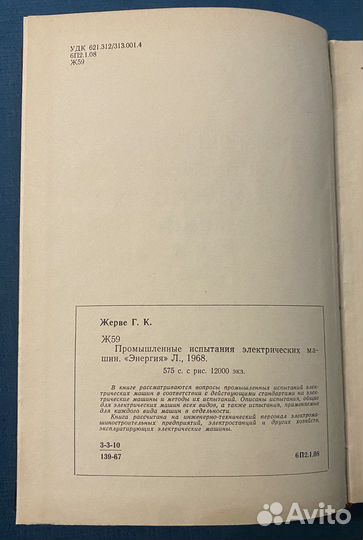 УДК 621.312/313.001.4
6П2.1.08
Ж59
Жерве Г. К.
Ж59
Промышленные испытания электрических ма-
шин. «Энергия» Л., 1968.
575 с. с рис. 12000 экз.
В книге рассматриваются вопросы промышленных испытаний элек-
трических машин в соответствии с действующими стандартами на элек-
трические машины и методы их испытаний. Описаны испытания, общие
для электрических машин всех видов, а также испытания, применяемые
для каждого вида машин в отдельности.
Книга рассчитана на инженерно-технический персонал электрома-
шиностроительных предприятий, электростанций и других хозяйств,
эксплуатирующих электрические машины.
3-3-10
139-67 6П2.1.08
Avito